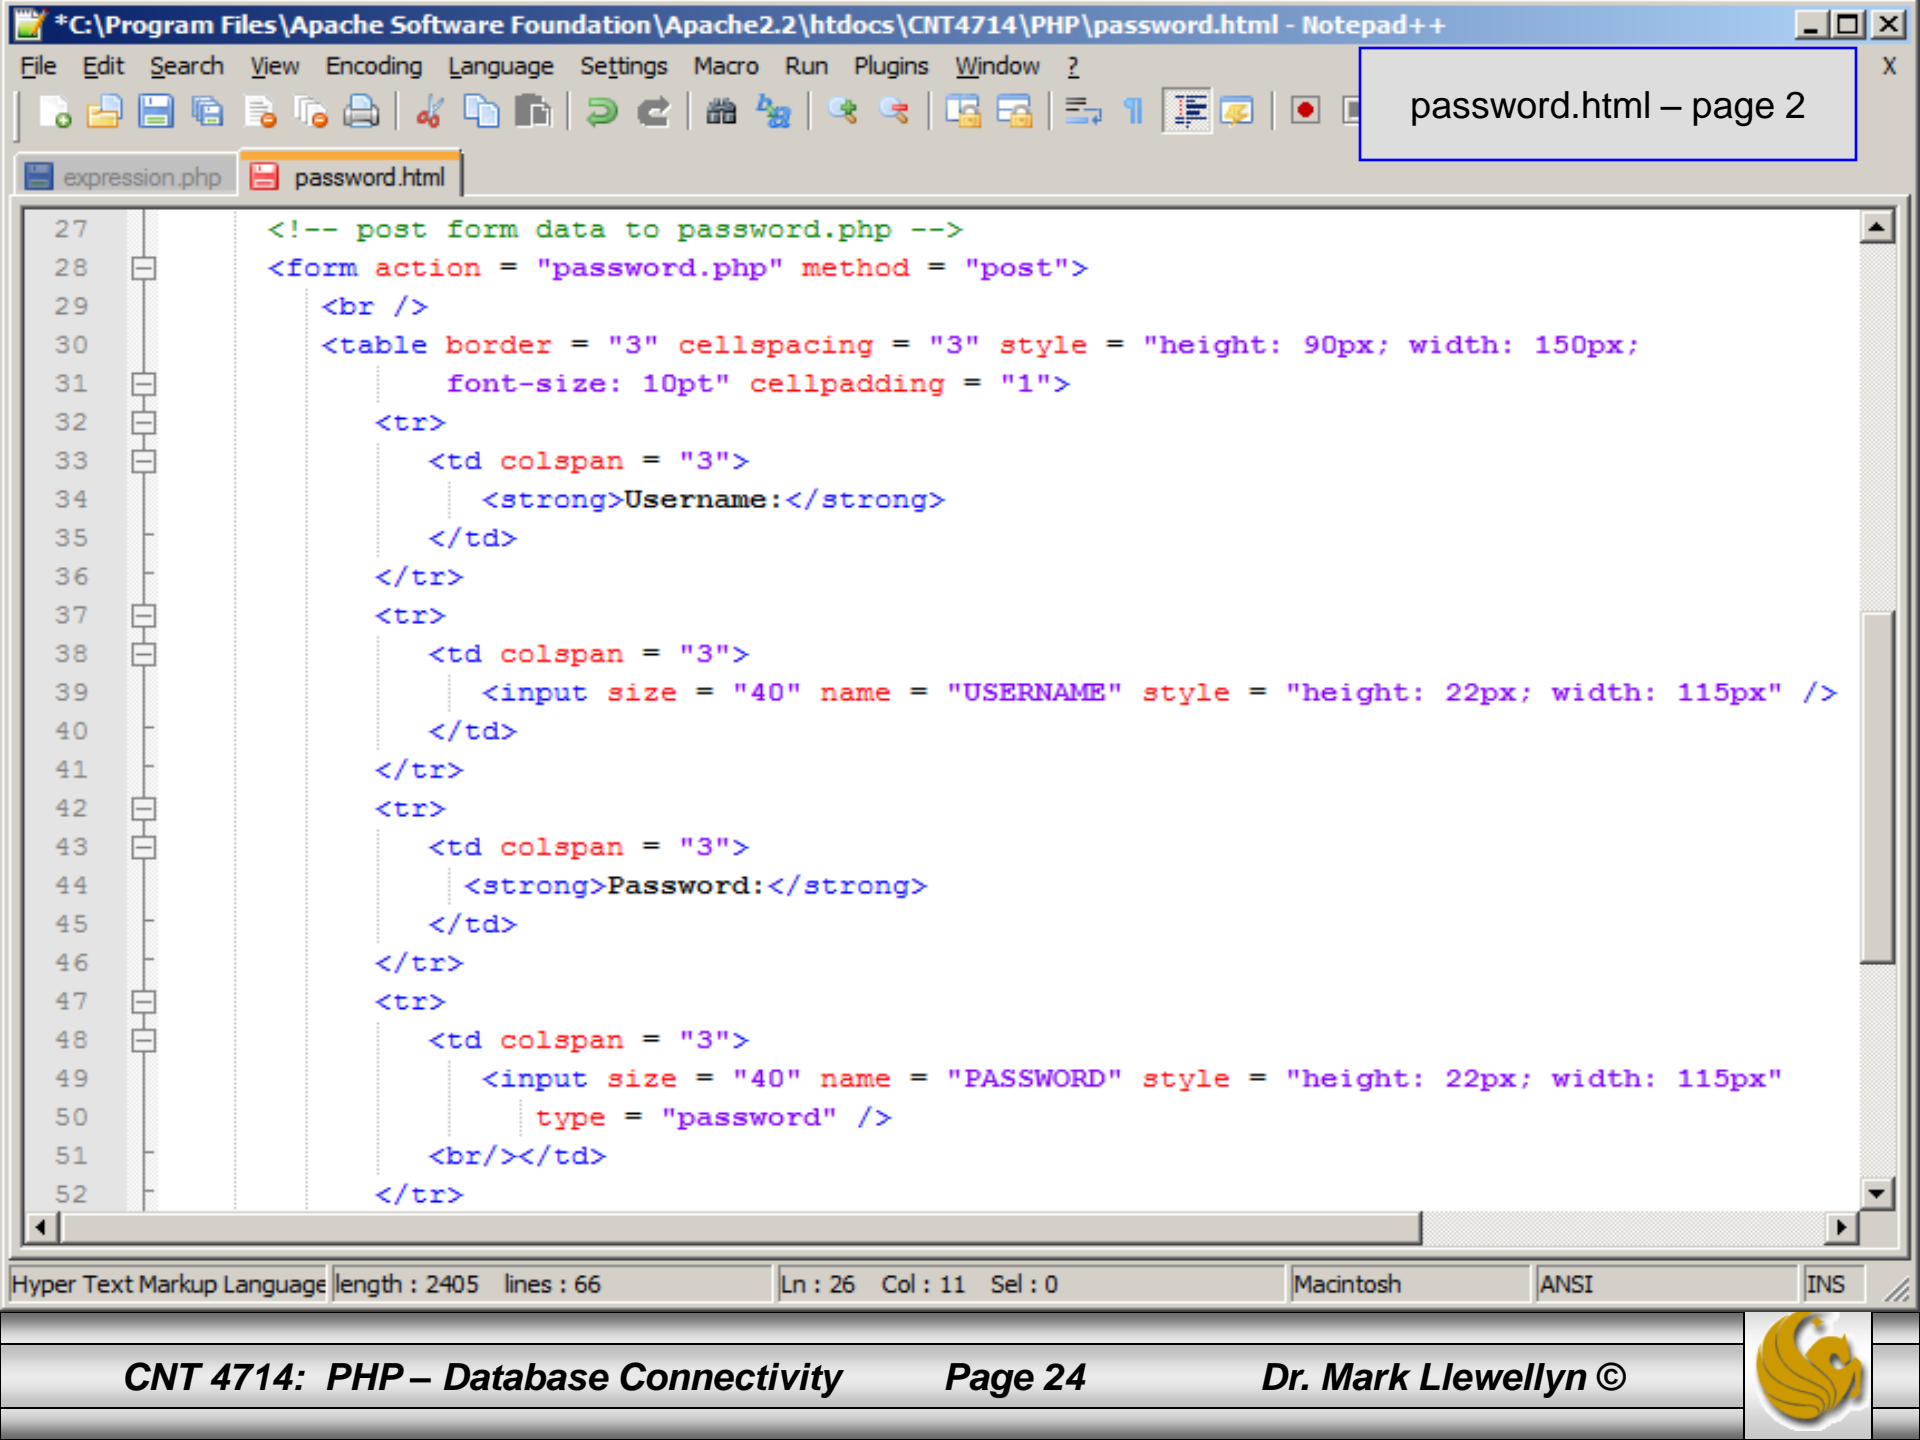 *C:\Program Files\Apache Software Foundation\Apache2.2\htdocs\CNT4714\PHP\password.html - Notepad++
File Edit Search View Encoding Language Settings Macro Run Plugins Window ? X
password.html – page 2
expression.php password.html
27 <!-- post form data to password.php -->
28 <form action = "password.php" method = "post">
29 <br />
30 <table border = "3" cellspacing = "3" style = "height: 90px; width: 150px;
31 font-size: 10pt" cellpadding = "1">
32 <tr>
33 <td colspan = "3">
34 <strong>Username:</strong>
35 </td>
36 </tr>
37 <tr>
38 <td colspan = "3">
39 <input size = "40" name = "USERNAME" style = "height: 22px; width: 115px" />
40 </td>
41 </tr>
42 <tr>
43 <td colspan = "3">
44 <strong>Password:</strong>
45 </td>
46 </tr>
47 <tr>
48 <td colspan = "3">
49 <input size = "40" name = "PASSWORD" style = "height: 22px; width: 115px"
50 type = "password" />
51 <br/></td>
52 </tr>
Hyper Text Markup Language length : 2405 lines : 66 Ln : 26 Col : 11 Sel : 0 Macintosh ANSI INS
CNT 4714: PHP – Database Connectivity Page 24 Dr. Mark Llewellyn ©